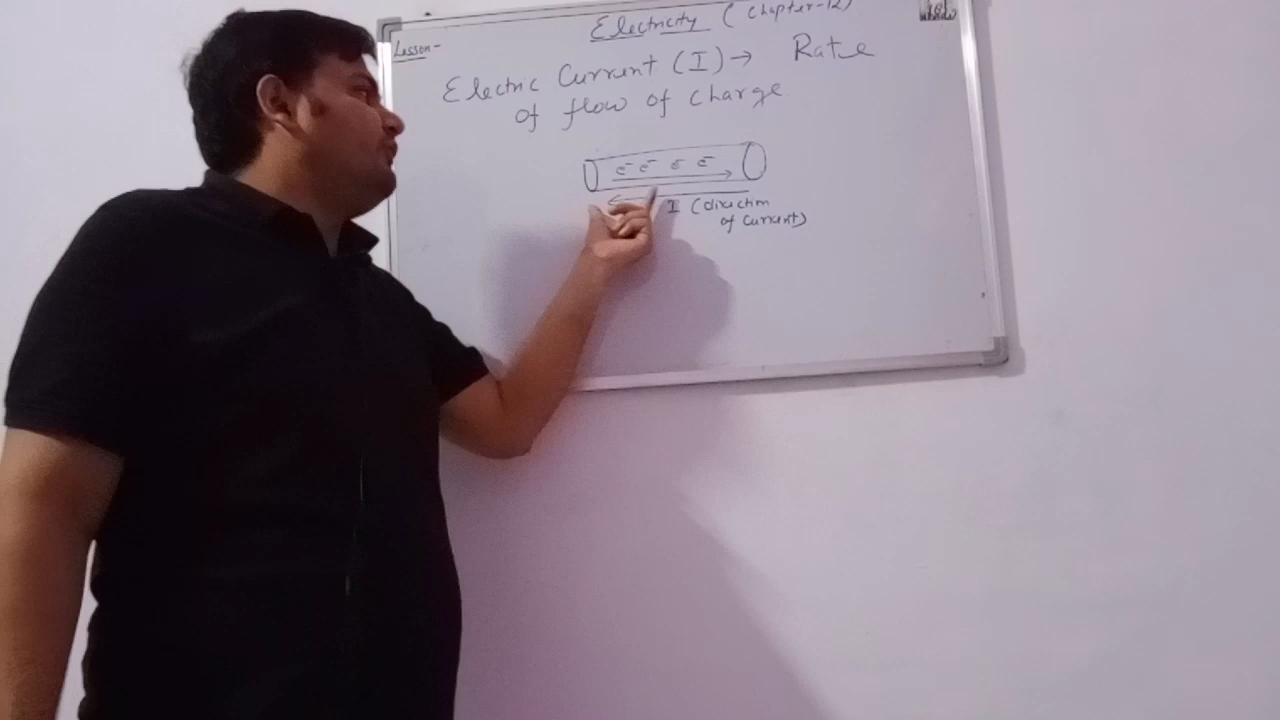 Electricity (Chapter-12)
Lesson-
Electric Current (I) → Rate
of flow of charge
e⁻ e⁻ e⁻ e⁻
I (direction
of current)